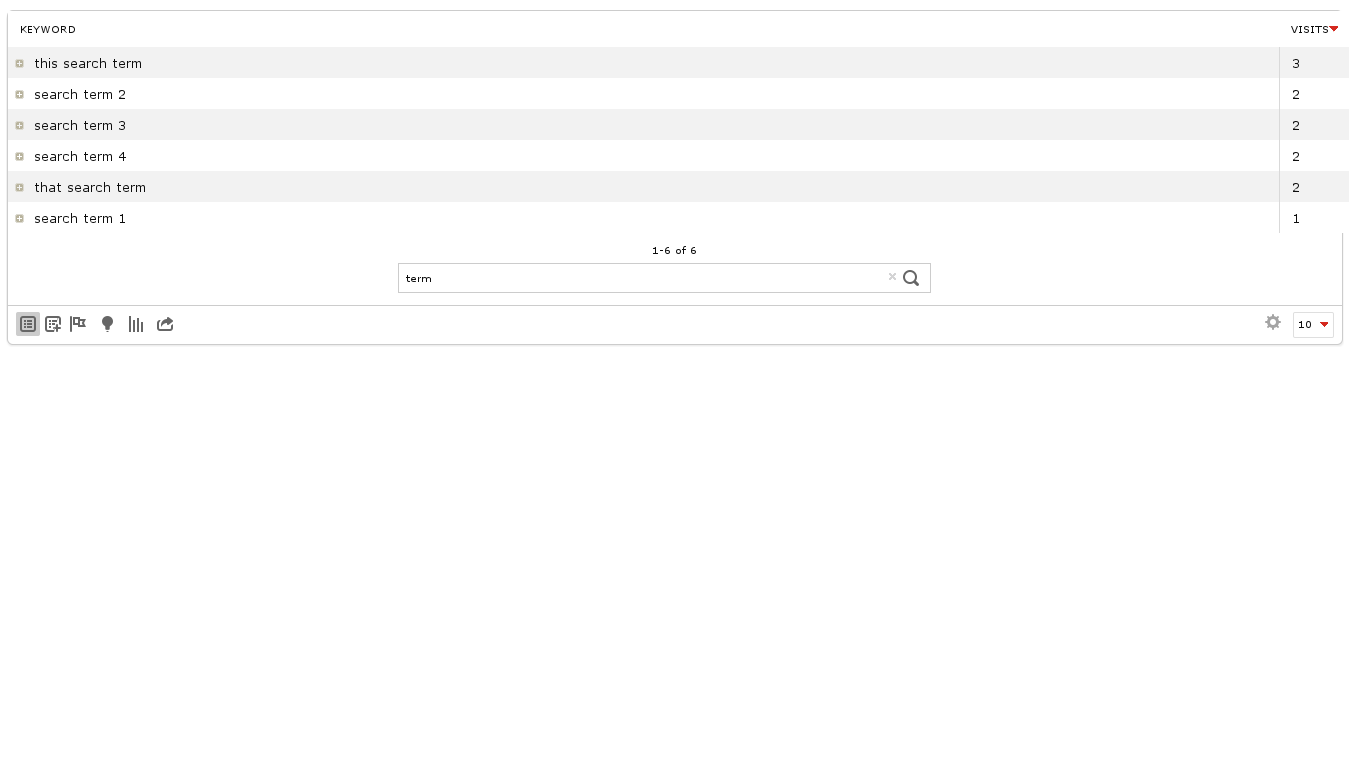 KEYWORD VISITS
this search term 3
search term 2 2
search term 3 2
search term 4 2
that search term 2
search term 1 1
1-6 of 6
term
10